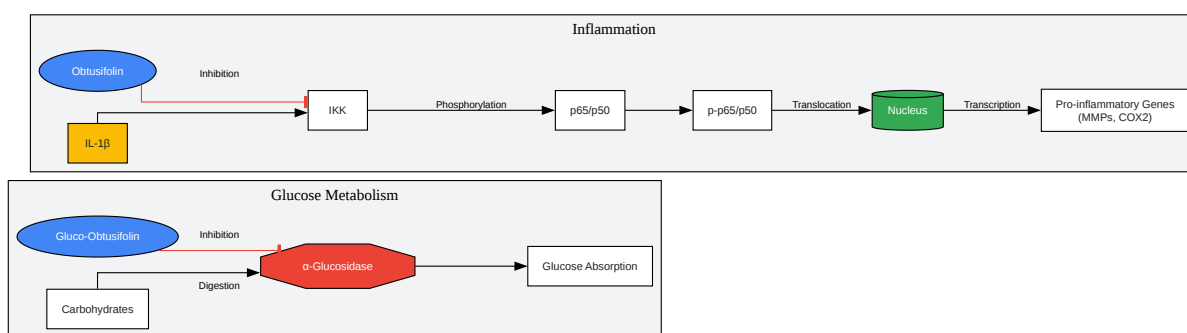 Inflammation
Obtusifolin
Inhibition
IL-1β
IKK
Phosphorylation
p65/p50
p-p65/p50
Translocation
Nucleus
Transcription
Pro-inflammatory Genes
(MMPs, COX2)
Glucose Metabolism
Gluco-Obtusifolin
Inhibition
Carbohydrates
Digestion
α-Glucosidase
Glucose Absorption